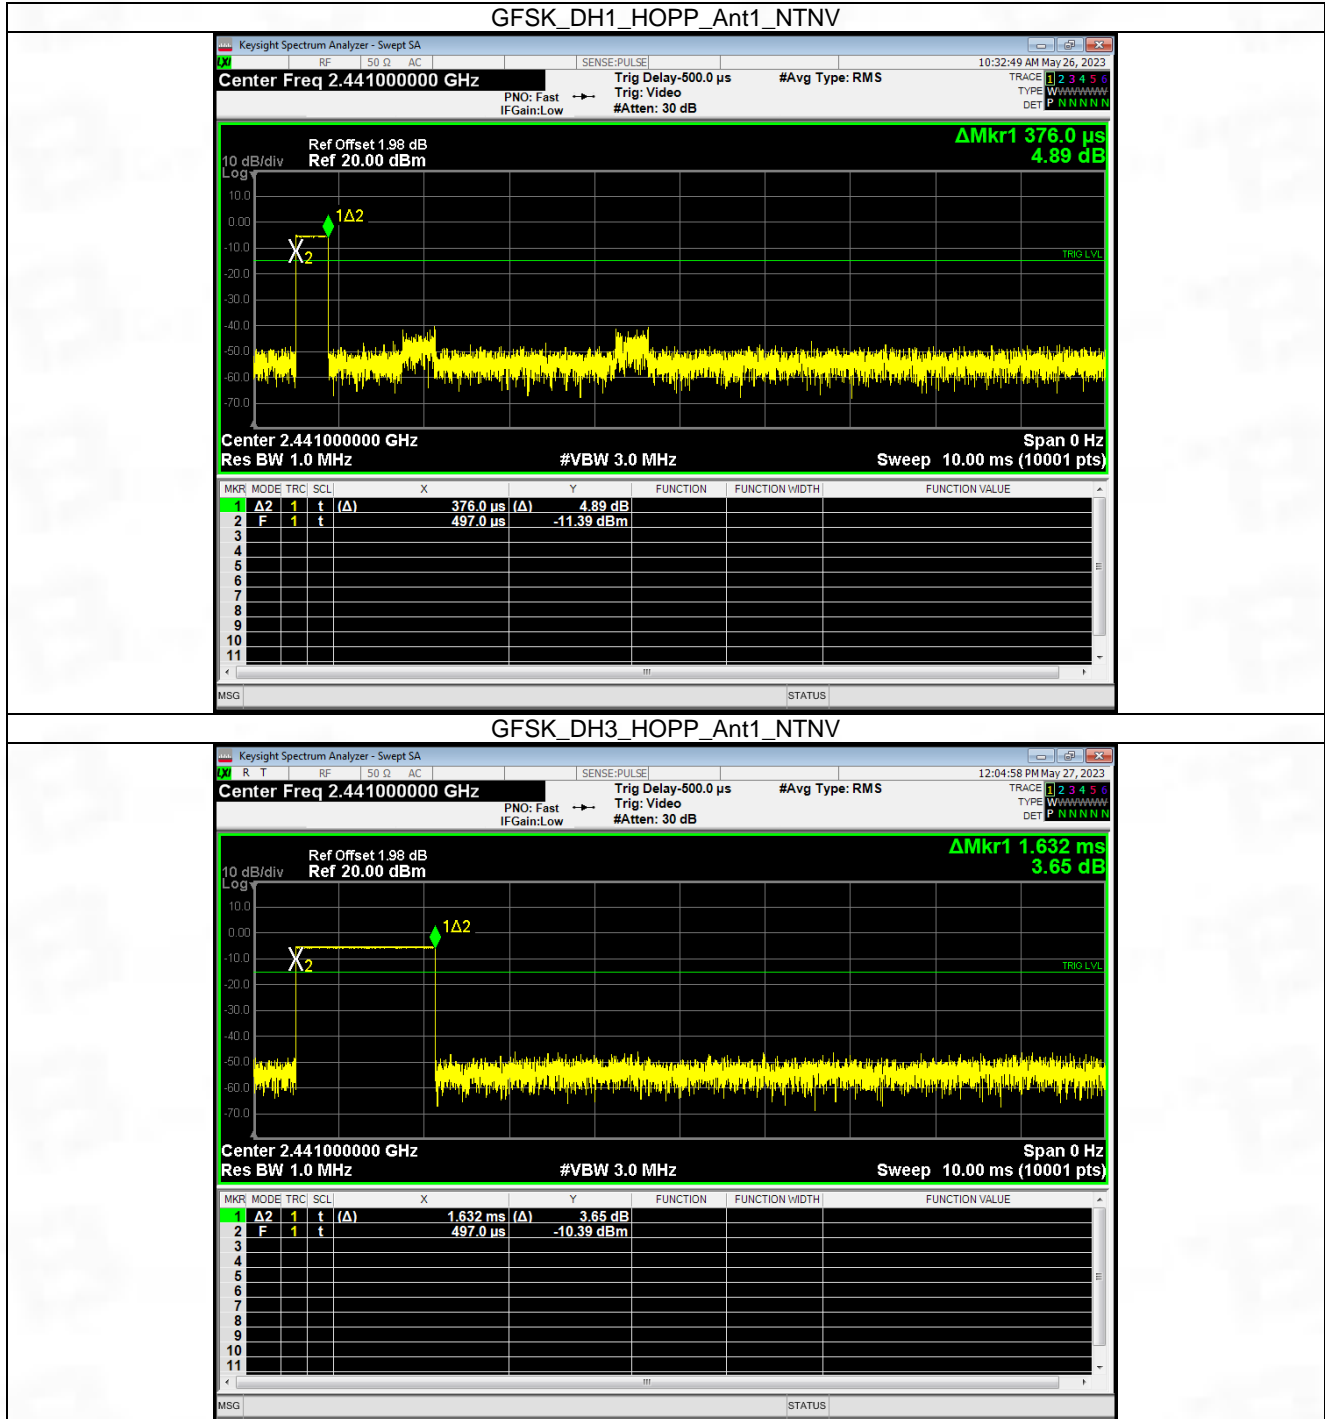 GFSK_DH1_HOPP_Ant1_NTNV
Keysight Spectrum Analyzer - Swept SA
LXI RF 50 Ω AC SENSE:PULSE 10:32:49 AM May 26, 2023
Center Freq 2.441000000 GHz Trig Delay-500.0 µs #Avg Type: RMS TRACE 1 2 3 4 5 6
PNO: Fast Trig: Video TYPE WWWWWW
IFGain:Low #Atten: 30 dB DET P N N N N N
ΔMkr1 376.0 µs
Ref Offset 1.98 dB
10 dB/div Ref 20.00 dBm 4.89 dB
Log
10.0
0.00 1Δ2
-10.0 2 TRIG LVL
-20.0
-30.0
-40.0
-50.0
-60.0
-70.0
Center 2.441000000 GHz Span 0 Hz
Res BW 1.0 MHz #VBW 3.0 MHz Sweep 10.00 ms (10001 pts)
MKR MODE TRC SCL X Y FUNCTION FUNCTION WIDTH FUNCTION VALUE
1 Δ2 1 t (Δ) 376.0 µs (Δ) 4.89 dB
2 F 1 t 497.0 µs -11.39 dBm
3
4
5
6
7
8
9
10
11
MSG STATUS
GFSK_DH3_HOPP_Ant1_NTNV
Keysight Spectrum Analyzer - Swept SA
LXI R T RF 50 Ω AC SENSE:PULSE 12:04:58 PM May 27, 2023
Center Freq 2.441000000 GHz Trig Delay-500.0 µs #Avg Type: RMS TRACE 1 2 3 4 5 6
PNO: Fast Trig: Video TYPE WWWWWW
IFGain:Low #Atten: 30 dB DET P N N N N N
ΔMkr1 1.632 ms
Ref Offset 1.98 dB
10 dB/div Ref 20.00 dBm 3.65 dB
Log
10.0
0.00 1Δ2
-10.0 2 TRIG LVL
-20.0
-30.0
-40.0
-50.0
-60.0
-70.0
Center 2.441000000 GHz Span 0 Hz
Res BW 1.0 MHz #VBW 3.0 MHz Sweep 10.00 ms (10001 pts)
MKR MODE TRC SCL X Y FUNCTION FUNCTION WIDTH FUNCTION VALUE
1 Δ2 1 t (Δ) 1.632 ms (Δ) 3.65 dB
2 F 1 t 497.0 µs -10.39 dBm
3
4
5
6
7
8
9
10
11
MSG STATUS